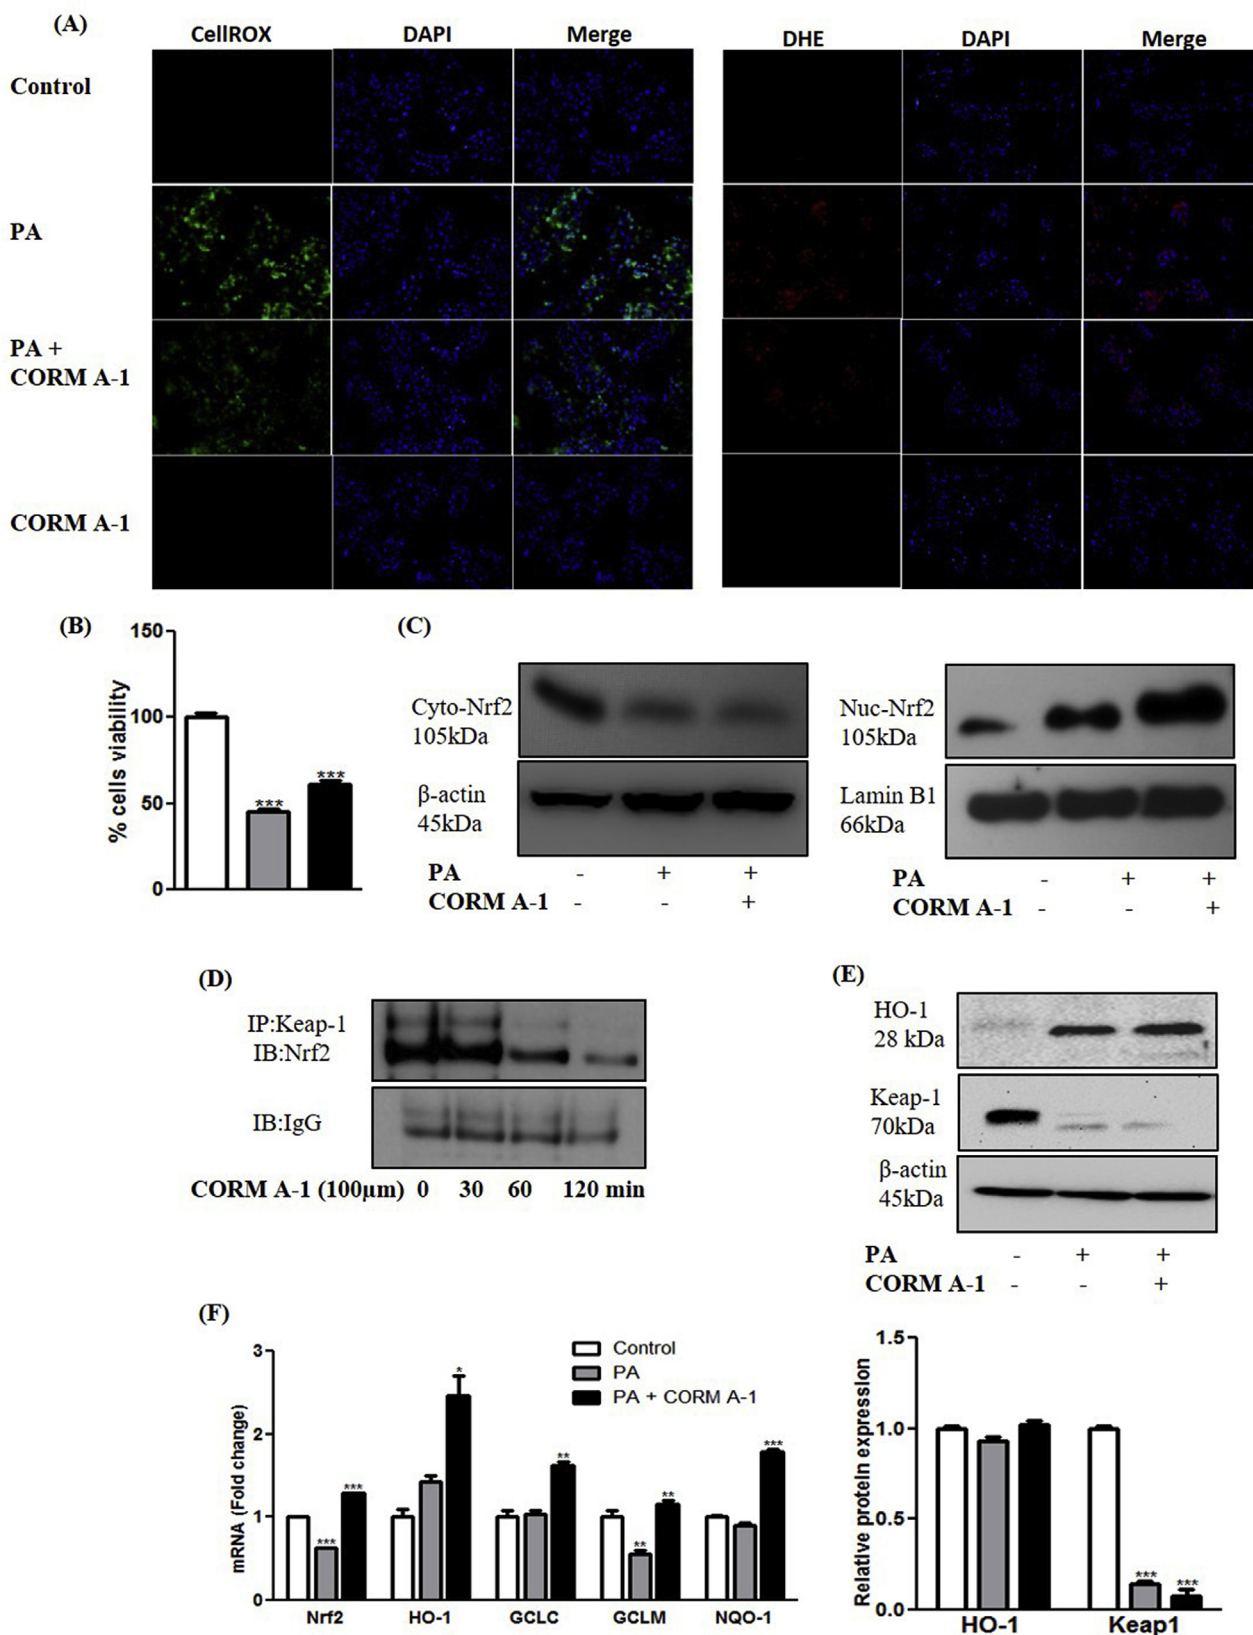 (A)
CellROX DAPI Merge DHE DAPI Merge
Control
PA
PA +
CORM A-1
CORM A-1
(B)
% cells viability
150
100
50
0
***
***
(C)
Cyto-Nrf2
105kDa
β-actin
45kDa
PA - + +
CORM A-1 - - +
Nuc-Nrf2
105kDa
Lamin B1
66kDa
PA - + +
CORM A-1 - - +
(D)
IP:Keap-1
IB:Nrf2
IB:IgG
CORM A-1 (100μm) 0 30 60 120 min
(E)
HO-1
28 kDa
Keap-1
70kDa
β-actin
45kDa
PA - + +
CORM A-1 - - +
Relative protein expression
1.5
1.0
0.5
0.0
*** ***
HO-1 Keap1
(F)
mRNA (Fold change)
3
2
1
0
Control
PA
PA + CORM A-1
***
***
*
**
**
**
***
Nrf2 HO-1 GCLC GCLM NQO-1